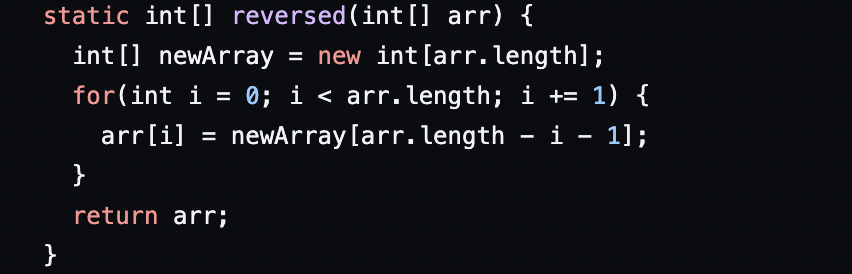 static int[] reversed(int[] arr) {
int[] newArray = new int[arr.length];
for(int i = 0; i < arr.length; i += 1) {
arr[i] = newArray[arr.length - i - 1];
}
return arr;
}